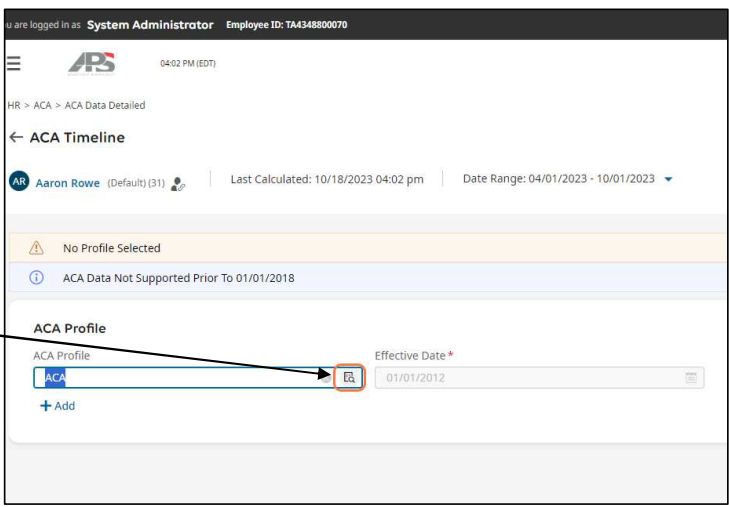 u are logged in as System Administrator Employee ID: TA4348800070
APS 04:02 PM (EDT)
HR > ACA > ACA Data Detailed
← ACA Timeline
AR Aaron Rowe (Default) (31) Last Calculated: 10/18/2023 04:02 pm Date Range: 04/01/2023 - 10/01/2023
No Profile Selected
ACA Data Not Supported Prior To 01/01/2018
ACA Profile
ACA Profile Effective Date *
ACA 01/01/2012
+ Add